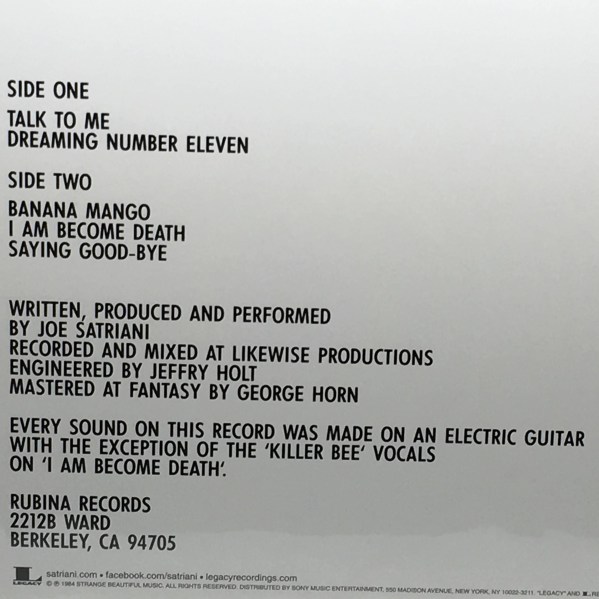 SIDE ONE
TALK TO ME
DREAMING NUMBER ELEVEN
SIDE TWO
BANANA MANGO
I AM BECOME DEATH
SAYING GOOD-BYE
WRITTEN, PRODUCED AND PERFORMED
BY JOE SATRIANI
RECORDED AND MIXED AT LIKEWISE PRODUCTIONS
ENGINEERED BY JEFFRY HOLT
MASTERED AT FANTASY BY GEORGE HORN
EVERY SOUND ON THIS RECORD WAS MADE ON AN ELECTRIC GUITAR
WITH THE EXCEPTION OF THE 'KILLER BEE' VOCALS
ON 'I AM BECOME DEATH'.
RUBINA RECORDS
2212B WARD
BERKELEY, CA 94705
satriani.com • facebook.com/satriani • legacyrecordings.com
LEGACY © ℗ 1984 STRANGE BEAUTIFUL MUSIC. ALL RIGHTS RESERVED. DISTRIBUTED BY SONY MUSIC ENTERTAINMENT, 550 MADISON AVENUE, NEW YORK, NY 10022-3211. "LEGACY" AND